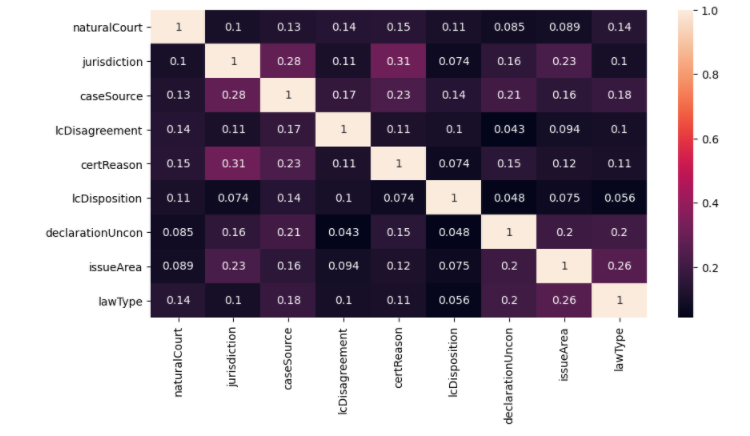 naturalCourt 1 0.1 0.13 0.14 0.15 0.11 0.085 0.089 0.14
jurisdiction 0.1 1 0.28 0.11 0.31 0.074 0.16 0.23 0.1
caseSource 0.13 0.28 1 0.17 0.23 0.14 0.21 0.16 0.18
lcDisagreement 0.14 0.11 0.17 1 0.11 0.1 0.043 0.094 0.1
certReason 0.15 0.31 0.23 0.11 1 0.074 0.15 0.12 0.11
lcDisposition 0.11 0.074 0.14 0.1 0.074 1 0.048 0.075 0.056
declarationUncon 0.085 0.16 0.21 0.043 0.15 0.048 1 0.2 0.2
issueArea 0.089 0.23 0.16 0.094 0.12 0.075 0.2 1 0.26
lawType 0.14 0.1 0.18 0.1 0.11 0.056 0.2 0.26 1
naturalCourt
jurisdiction
caseSource
lcDisagreement
certReason
lcDisposition
declarationUncon
issueArea
lawType
1.0
0.8
0.6
0.4
0.2